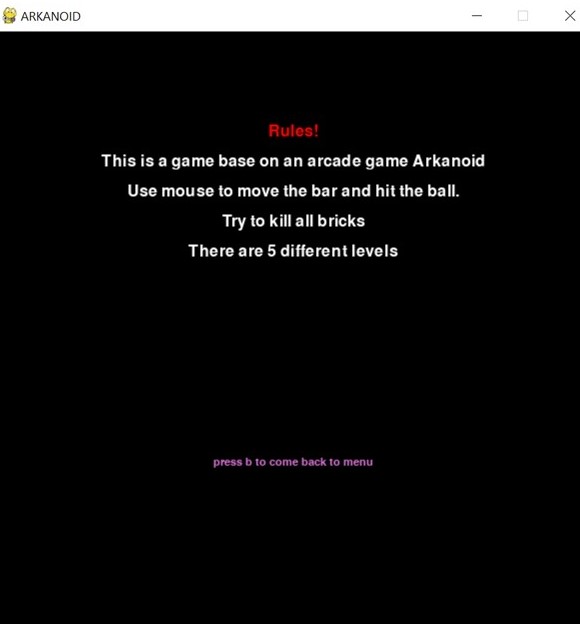 ARKANOID
Rules!
This is a game base on an arcade game Arkanoid
Use mouse to move the bar and hit the ball.
Try to kill all bricks
There are 5 different levels
press b to come back to menu